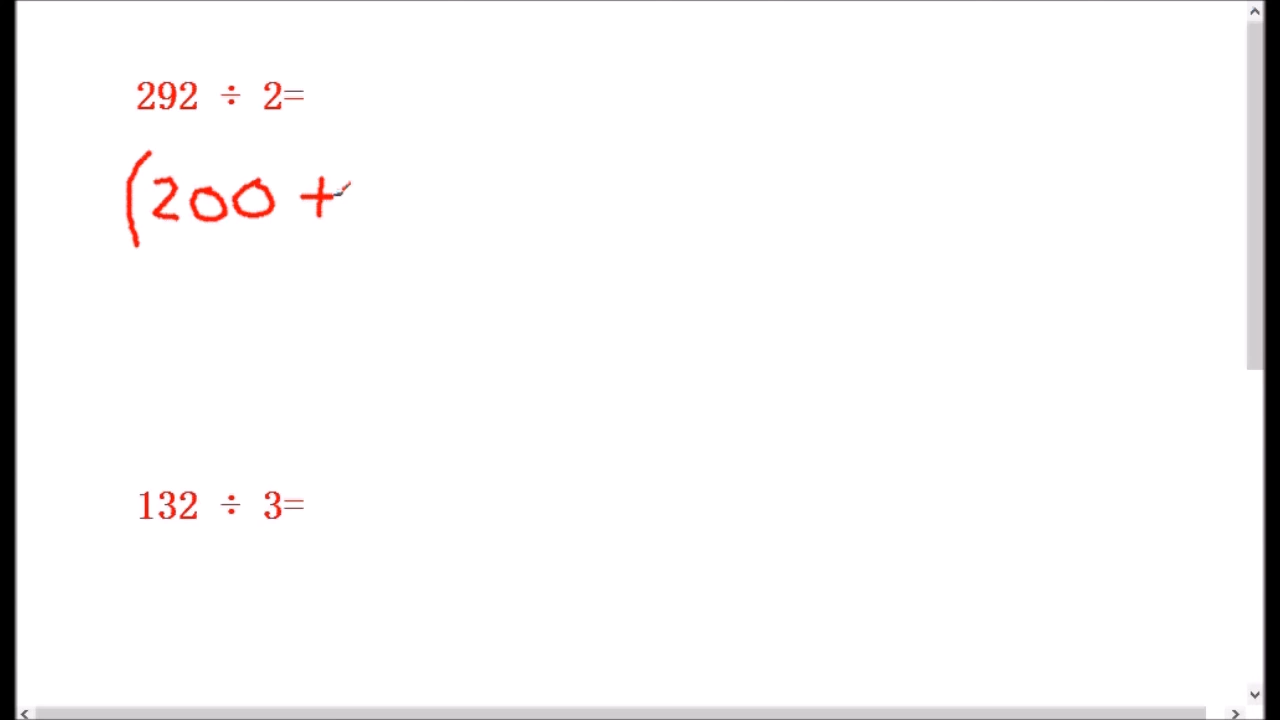 292 ÷ 2=
(200 +
132 ÷ 3=